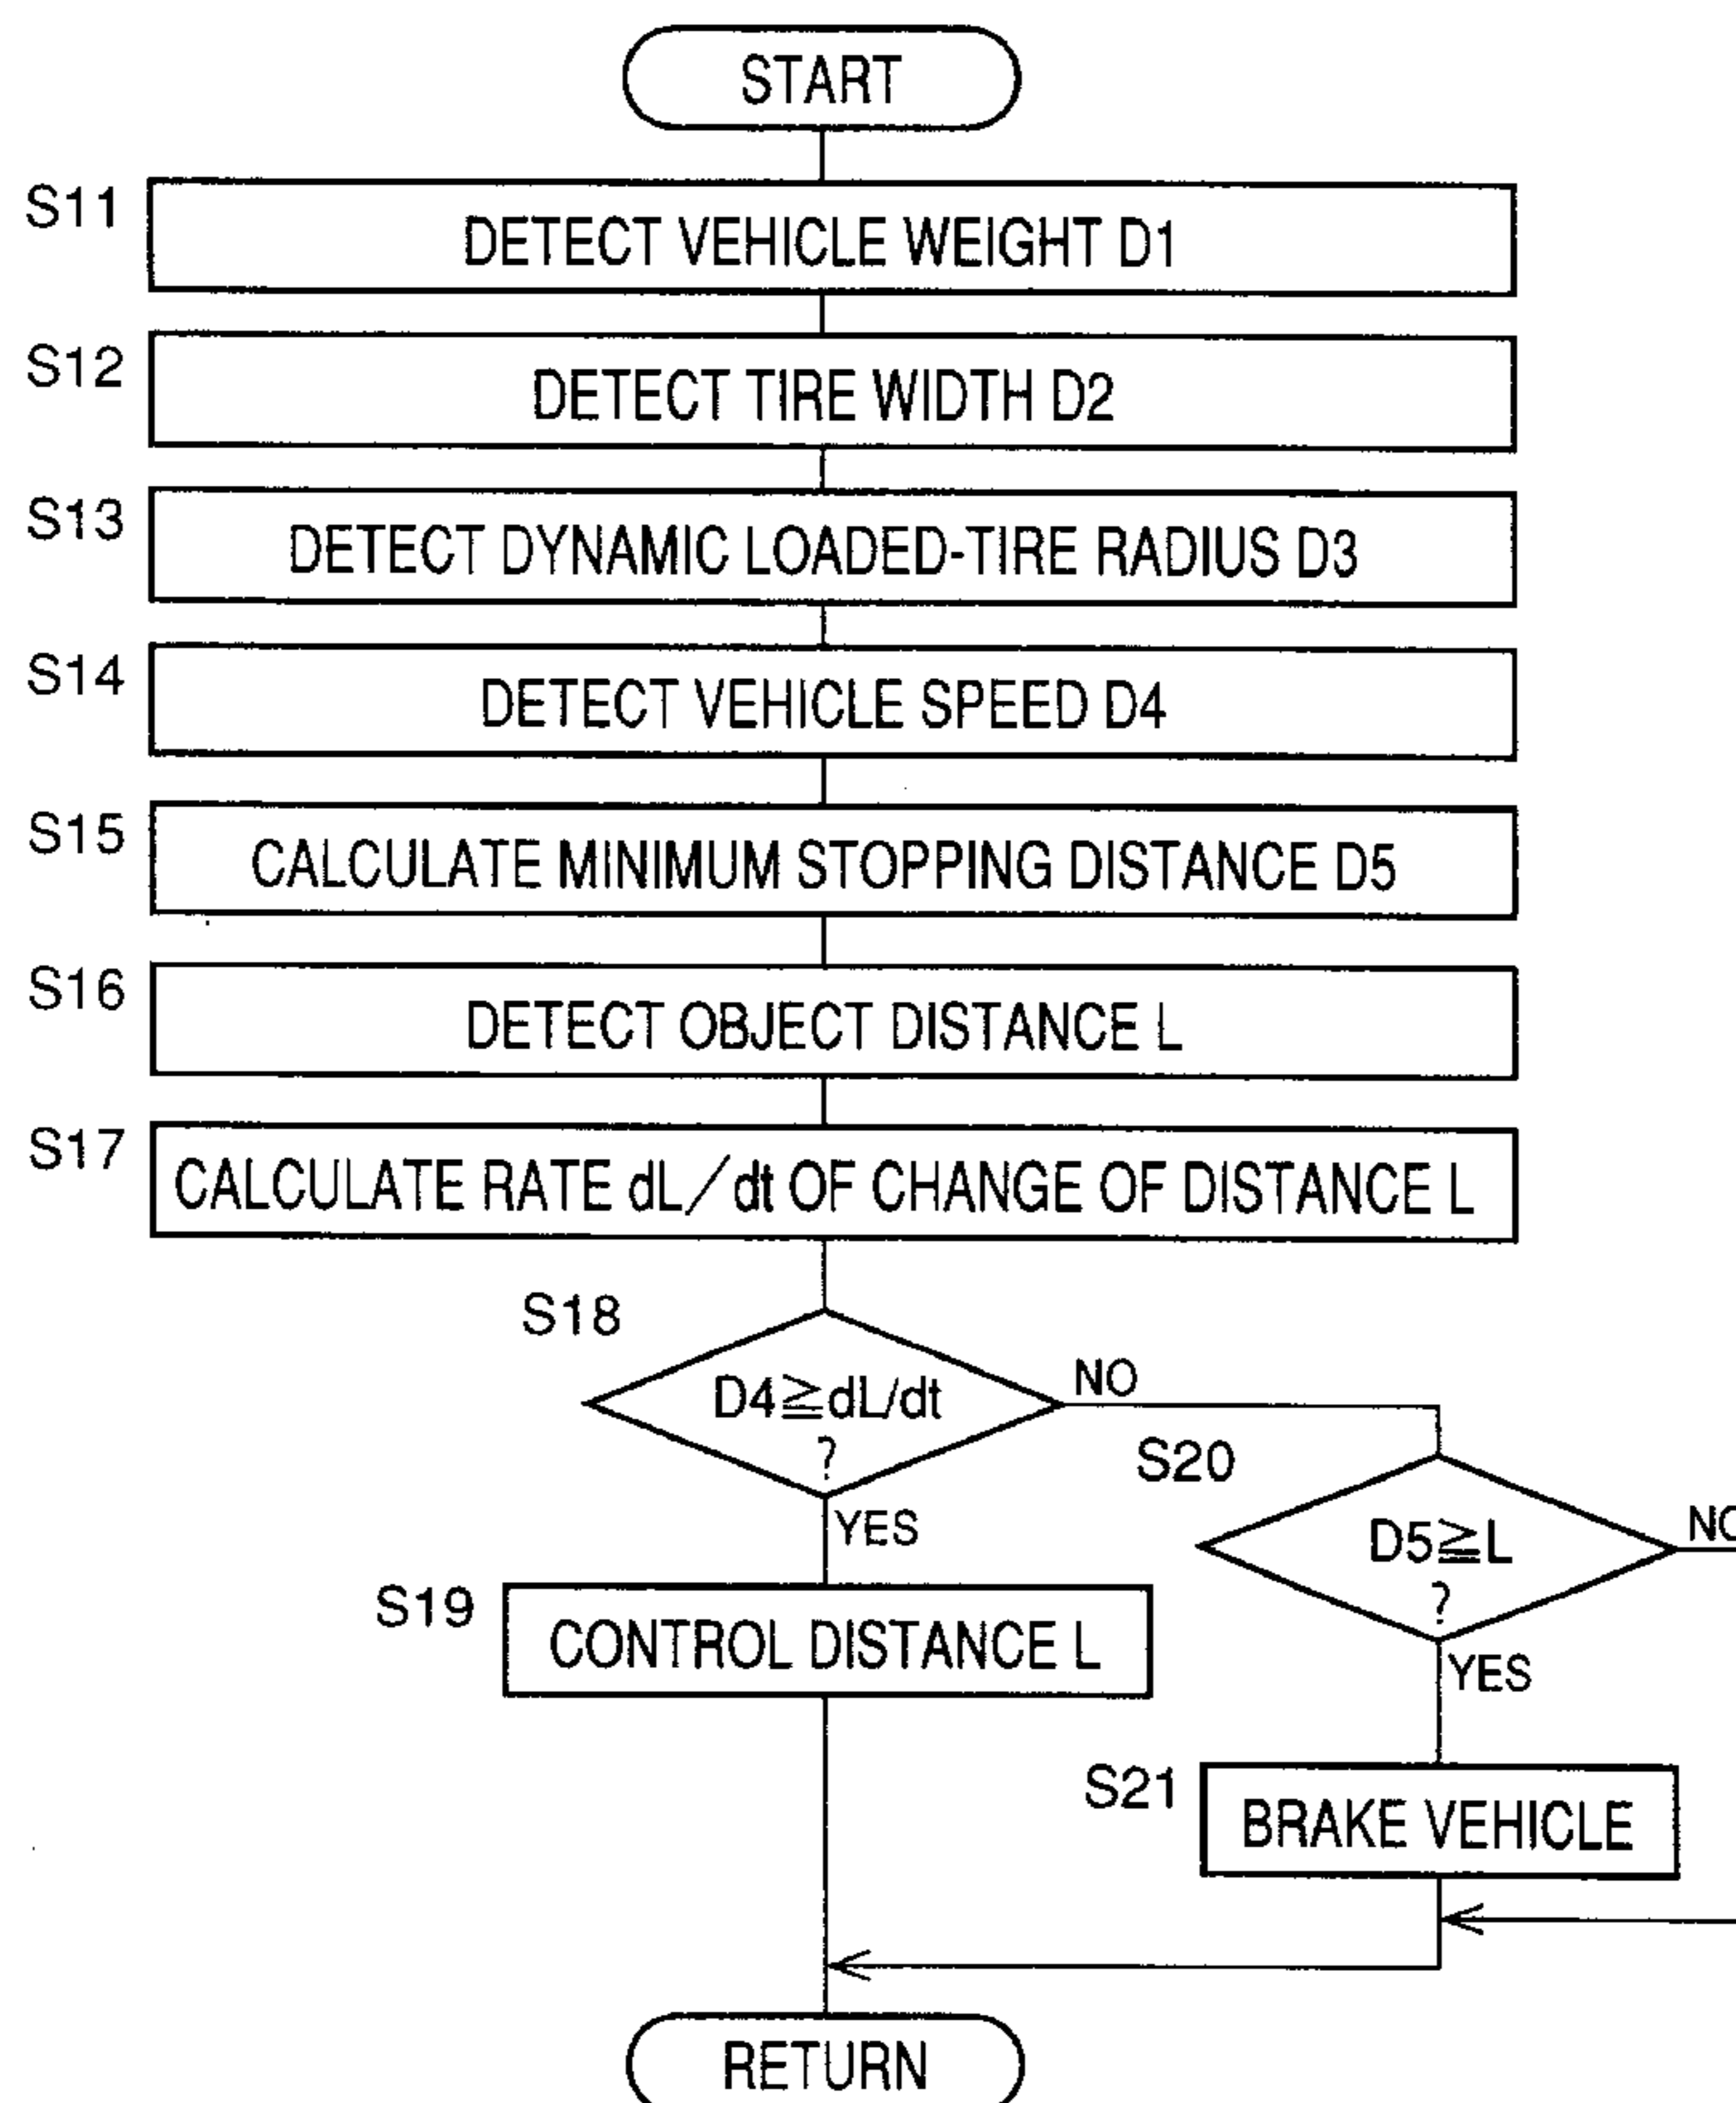 START
S11
DETECT VEHICLE WEIGHT D1
S12
DETECT TIRE WIDTH D2
S13
DETECT DYNAMIC LOADED-TIRE RADIUS D3
S14
DETECT VEHICLE SPEED D4
S15
CALCULATE MINIMUM STOPPING DISTANCE D5
S16
DETECT OBJECT DISTANCE L
S17
CALCULATE RATE dL/dt OF CHANGE OF DISTANCE L
S18
D4≧dL/dt
?
NO
YES
S20
D5≧L
?
NO
YES
S19
CONTROL DISTANCE L
S21
BRAKE VEHICLE
RETURN